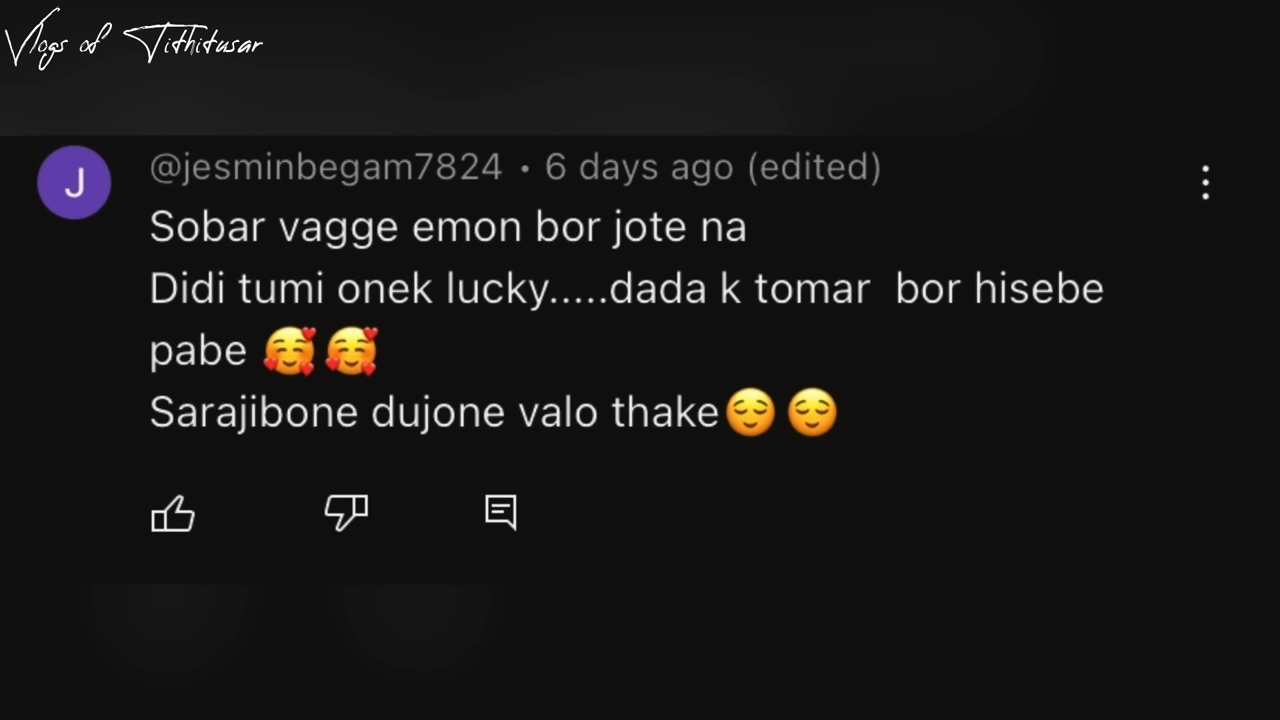 Vlogs of Tithitusar
J
@jesminbegam7824 • 6 days ago (edited)
Sobar vagge emon bor jote na
Didi tumi onek lucky.....dada k tomar  bor hisebe
pabe 🥰🥰
Sarajibone dujone valo thake😌😌